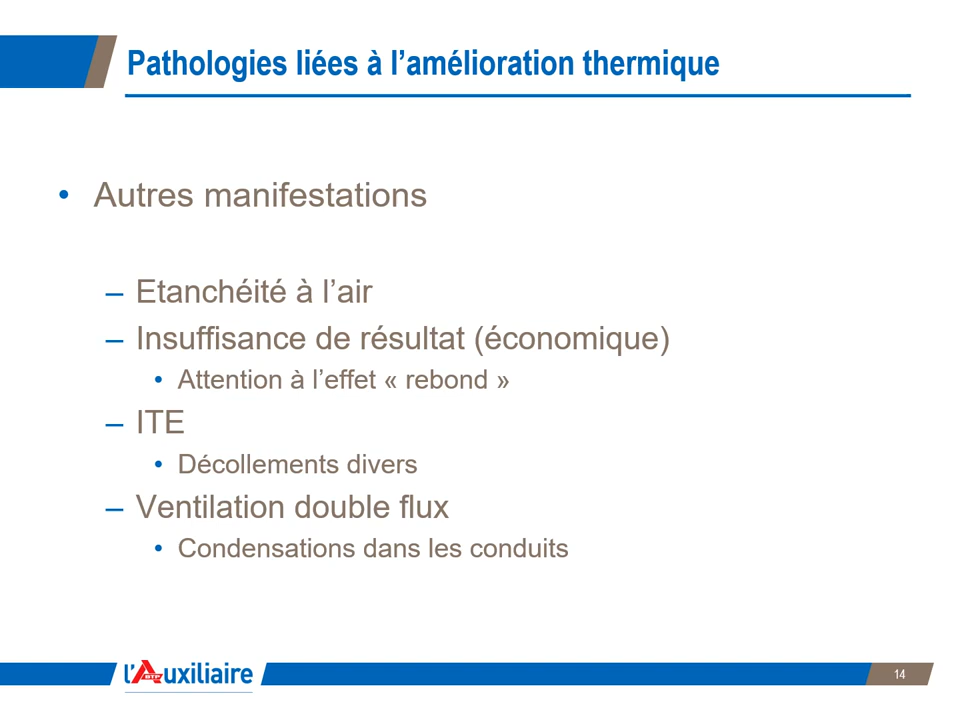 Pathologies liées à l’amélioration thermique
• Autres manifestations
– Etanchéité à l’air
– Insuffisance de résultat (économique)
• Attention à l’effet « rebond »
– ITE
• Décollements divers
– Ventilation double flux
• Condensations dans les conduits
l’Auxiliaire
BTP
14